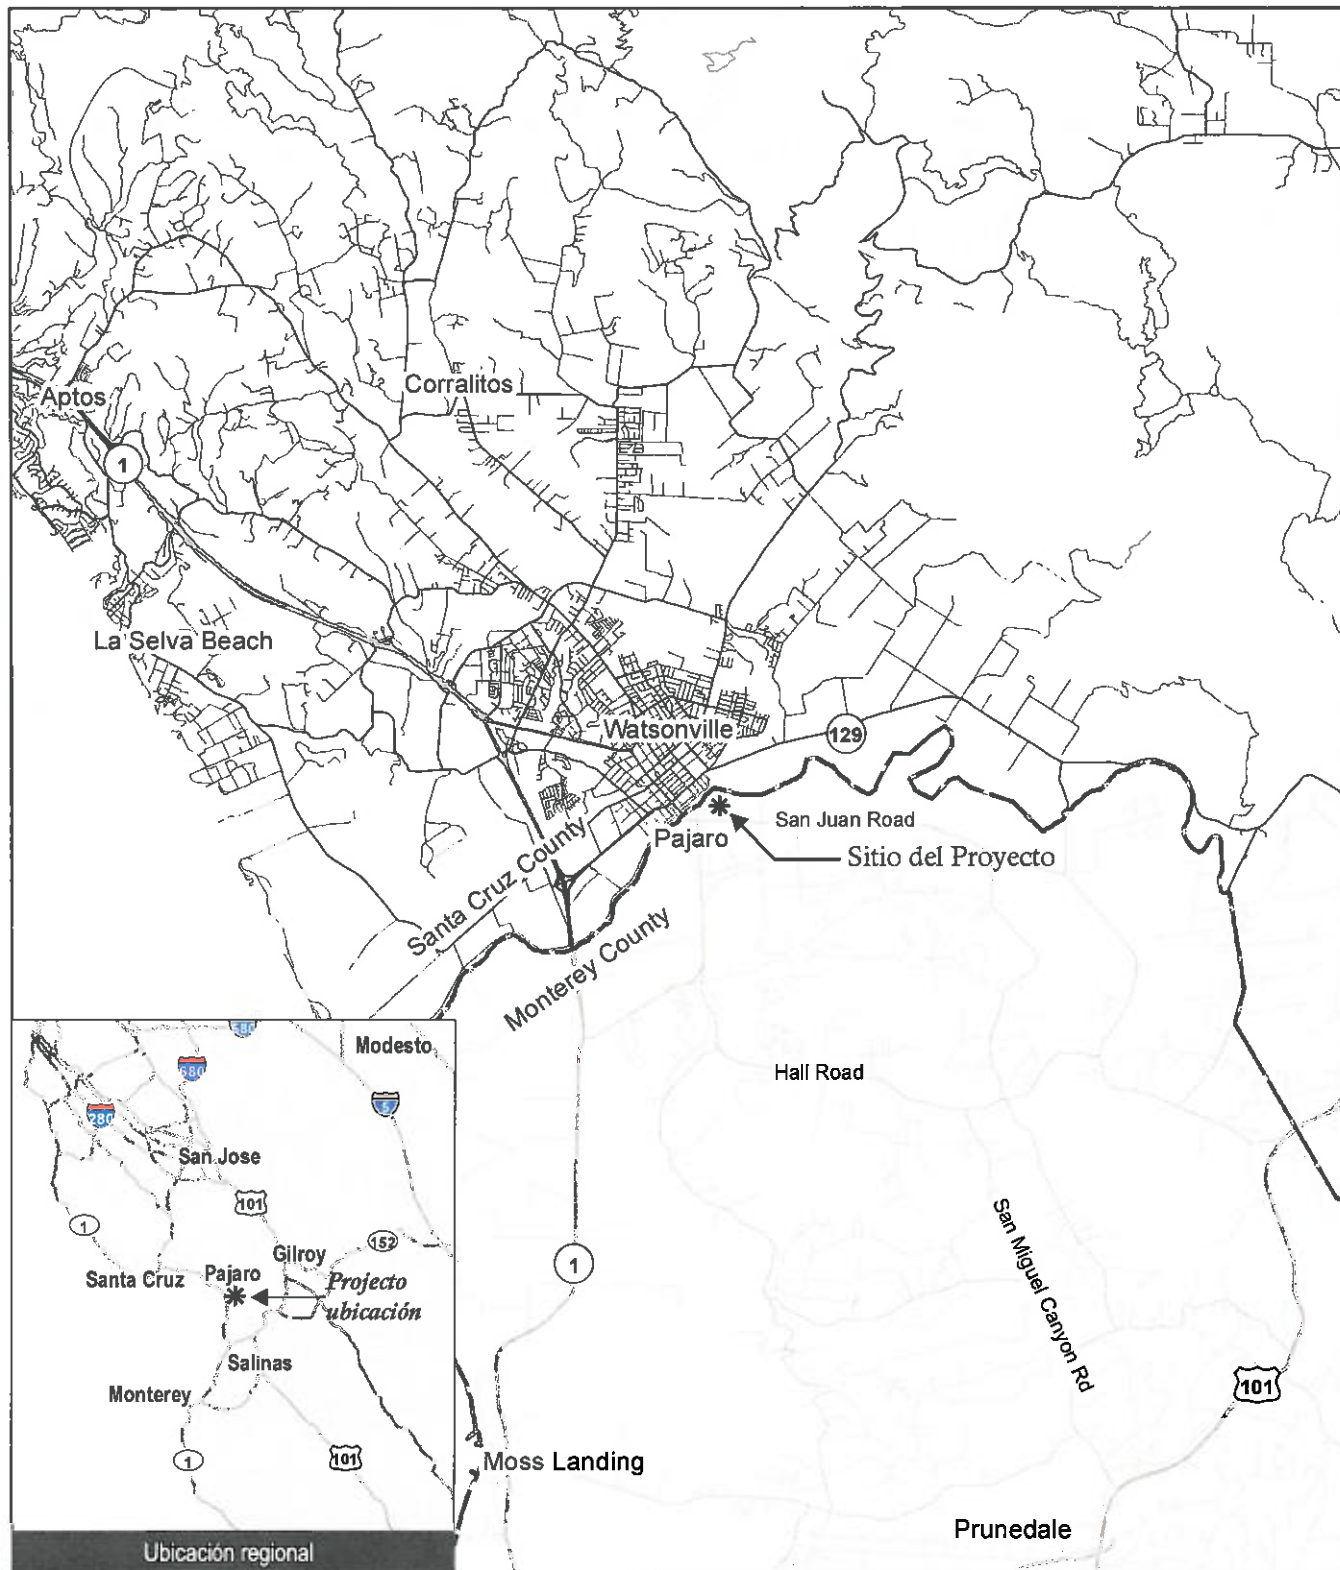 Corralitos
Aptos
1
La Selva Beach
Watsonville
129
San Juan Road
Pajaro
Sitio del Proyecto
Santa Cruz County
Monterey County
Hall Road
San Miguel Canyon Rd
1
101
Moss Landing
Prunedale
680
Modesto
680
5
280
San Jose
101
1
152
Gilroy
Santa Cruz
Pajaro
Projecto
ubicación
Salinas
Monterey
1
101
Ubicación regional